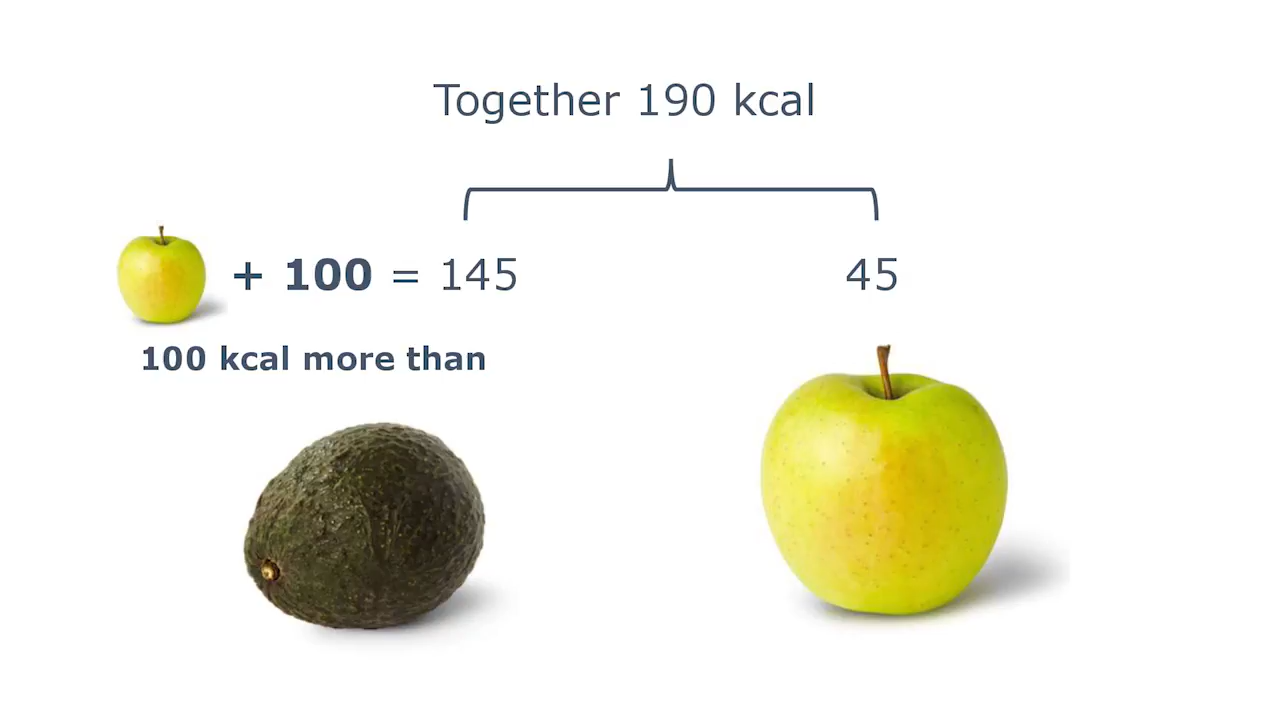 Together 190 kcal
+ 100 = 145
45
100 kcal more than